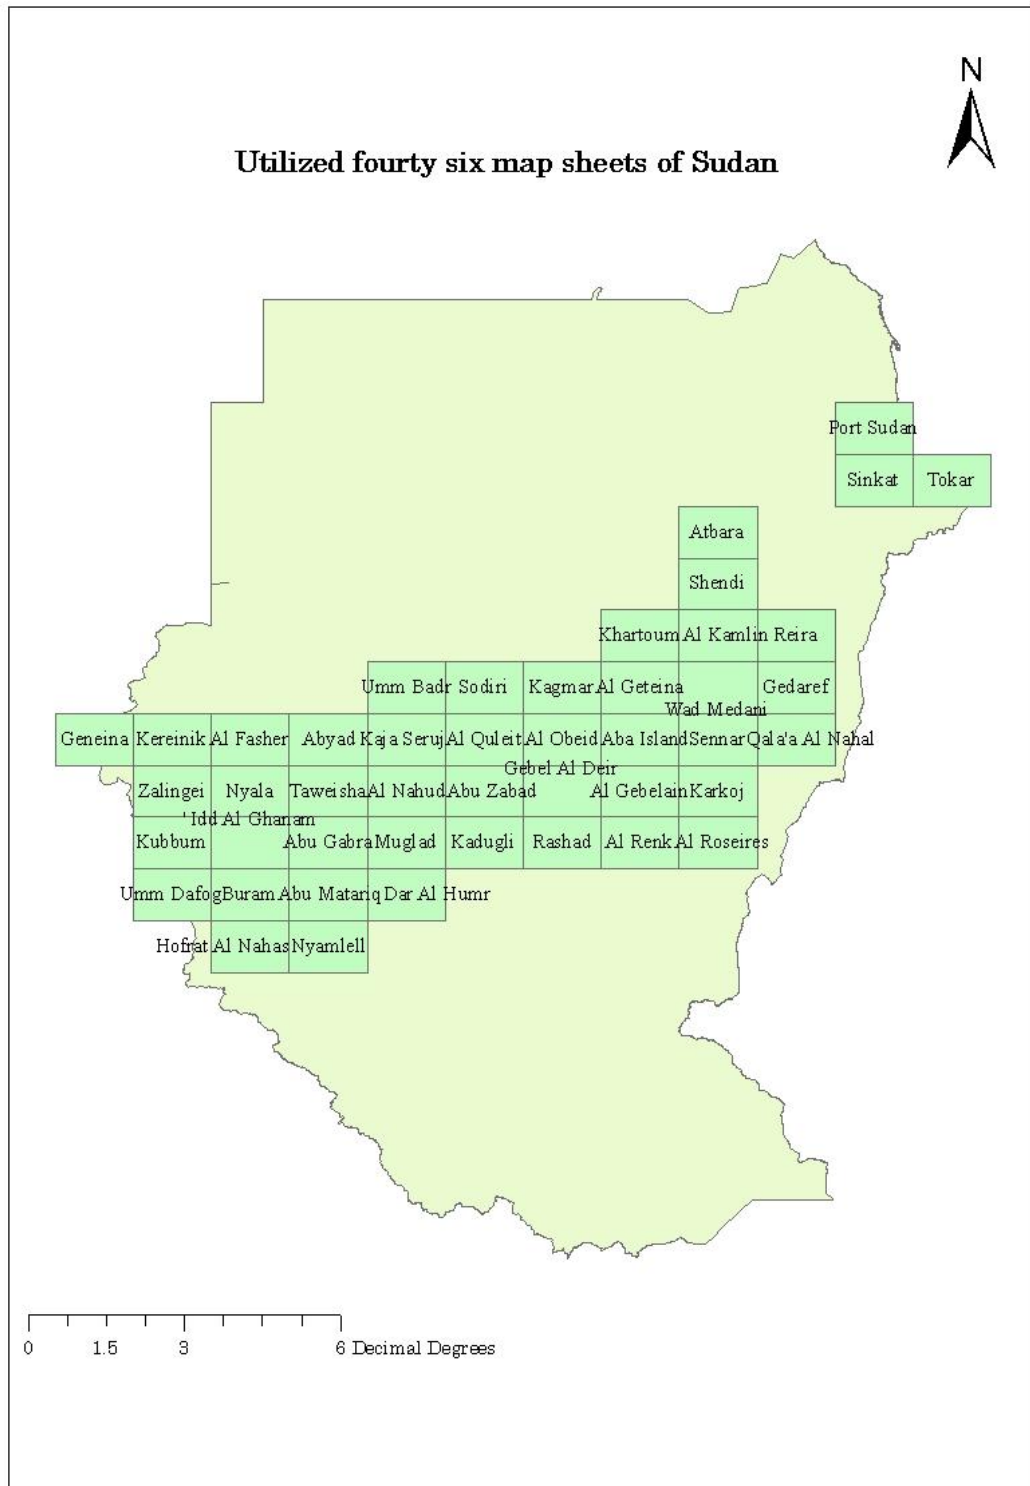 N
Utilized fourty six map sheets of Sudan
Port Sudan
Sinkat Tokar
Atbara
Shendi
Khartoum Al Kamlin Reira
Umm Badr Sodiri Kagmar Al Geteina Gedaref
Wad Medani
Geneina Kereinik Al Fasher Abyad Kaja Seruj Al Quleit Al Obeid Aba Island Sennar Qala'a Al Nahal
Gebel Al Deir
Zalingei Nyala Taweisha Al Nahud Abu Zabad Al Gebelain Karkoj
'Idd Al Ghanam
Kubbum Abu Gabra Muglad Kadugli Rashad Al Renk Al Roseires
Umm Dafog Buram Abu Matariq Dar Al Humr
Hofrat Al Nahas Nyamlell
0 1.5 3 6 Decimal Degrees